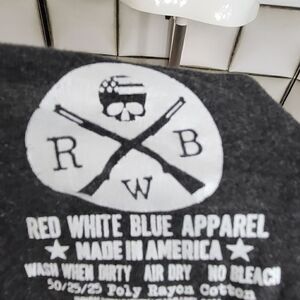 R B
W
RED WHITE BLUE APPAREL
★ MADE IN AMERICA ★
WASH WHEN DIRTY AIR DRY NO BLEACH
50/25/25 Poly Rayon Cotton